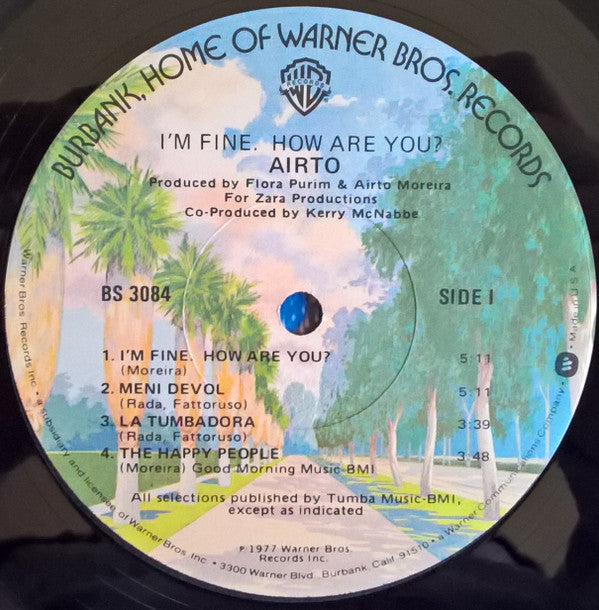 BURBANK, HOME OF WARNER BROS. RECORDS
WB
RECORDS
I'M FINE. HOW ARE YOU?
AIRTO
Produced by Flora Purim & Airto Moreira
For Zara Productions
Co-Produced by Kerry McNabbe
BS 3084
SIDE I
1. I'M FINE. HOW ARE YOU? 5:11
(Moreira)
2. MENI DEVOL 5:11
(Rada, Fattoruso)
3. LA TUMBADORA 3:39
(Rada, Fattoruso)
4. THE HAPPY PEOPLE 3:48
(Moreira) Good Morning Music-BMI
All selections published by Tumba Music-BMI,
except as indicated
℗ 1977 Warner Bros.
Records Inc.
Warner Bros. Records Inc. • a subsidiary and licensee of Warner Bros. Inc. • 3300 Warner Blvd. Burbank, Calif. 91570 • a Warner Communications Company • Made in U.S.A.